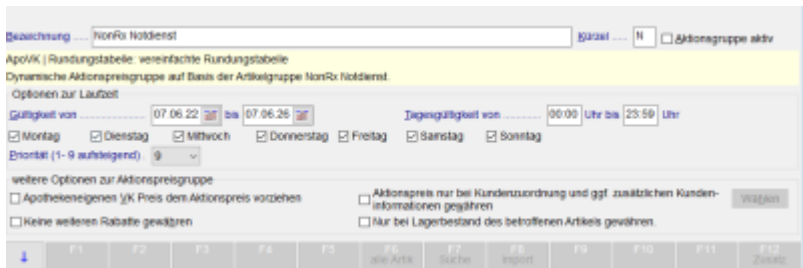 Bezeichnung .... NonRx Notdienst Kürzel .... N Aktionsgruppe aktiv
ApoVK | Rundungstabelle: vereinfachte Rundungstabelle
Dynamische Aktionspreisgruppe auf Basis der Artikelgruppe NonRx Notdienst.
Optionen zur Laufzeit
Gültigkeit von .................... 07.06.22 bis 07.06.26 Tagesgültigkeit von ............ 00:00 Uhr bis 23:59 Uhr
Montag Dienstag Mittwoch Donnerstag Freitag Samstag Sonntag
Priorität (1- 9 aufsteigend) . 9
weitere Optionen zur Aktionspreisgruppe
Apothekeneigenen VK Preis dem Aktionspreis vorziehen
Aktionspreis nur bei Kundenzuordnung und ggf. zusätzlichen Kunden-
informationen gewähren
Wählen
Keine weiteren Rabatte gewähren
Nur bei Lagerbestand des betroffenen Artikels gewähren.
F1 F2 F3 F4 F5 F6 F7 F8 F9 F10 F11 F12
alle Artik Suche Import Zusatz